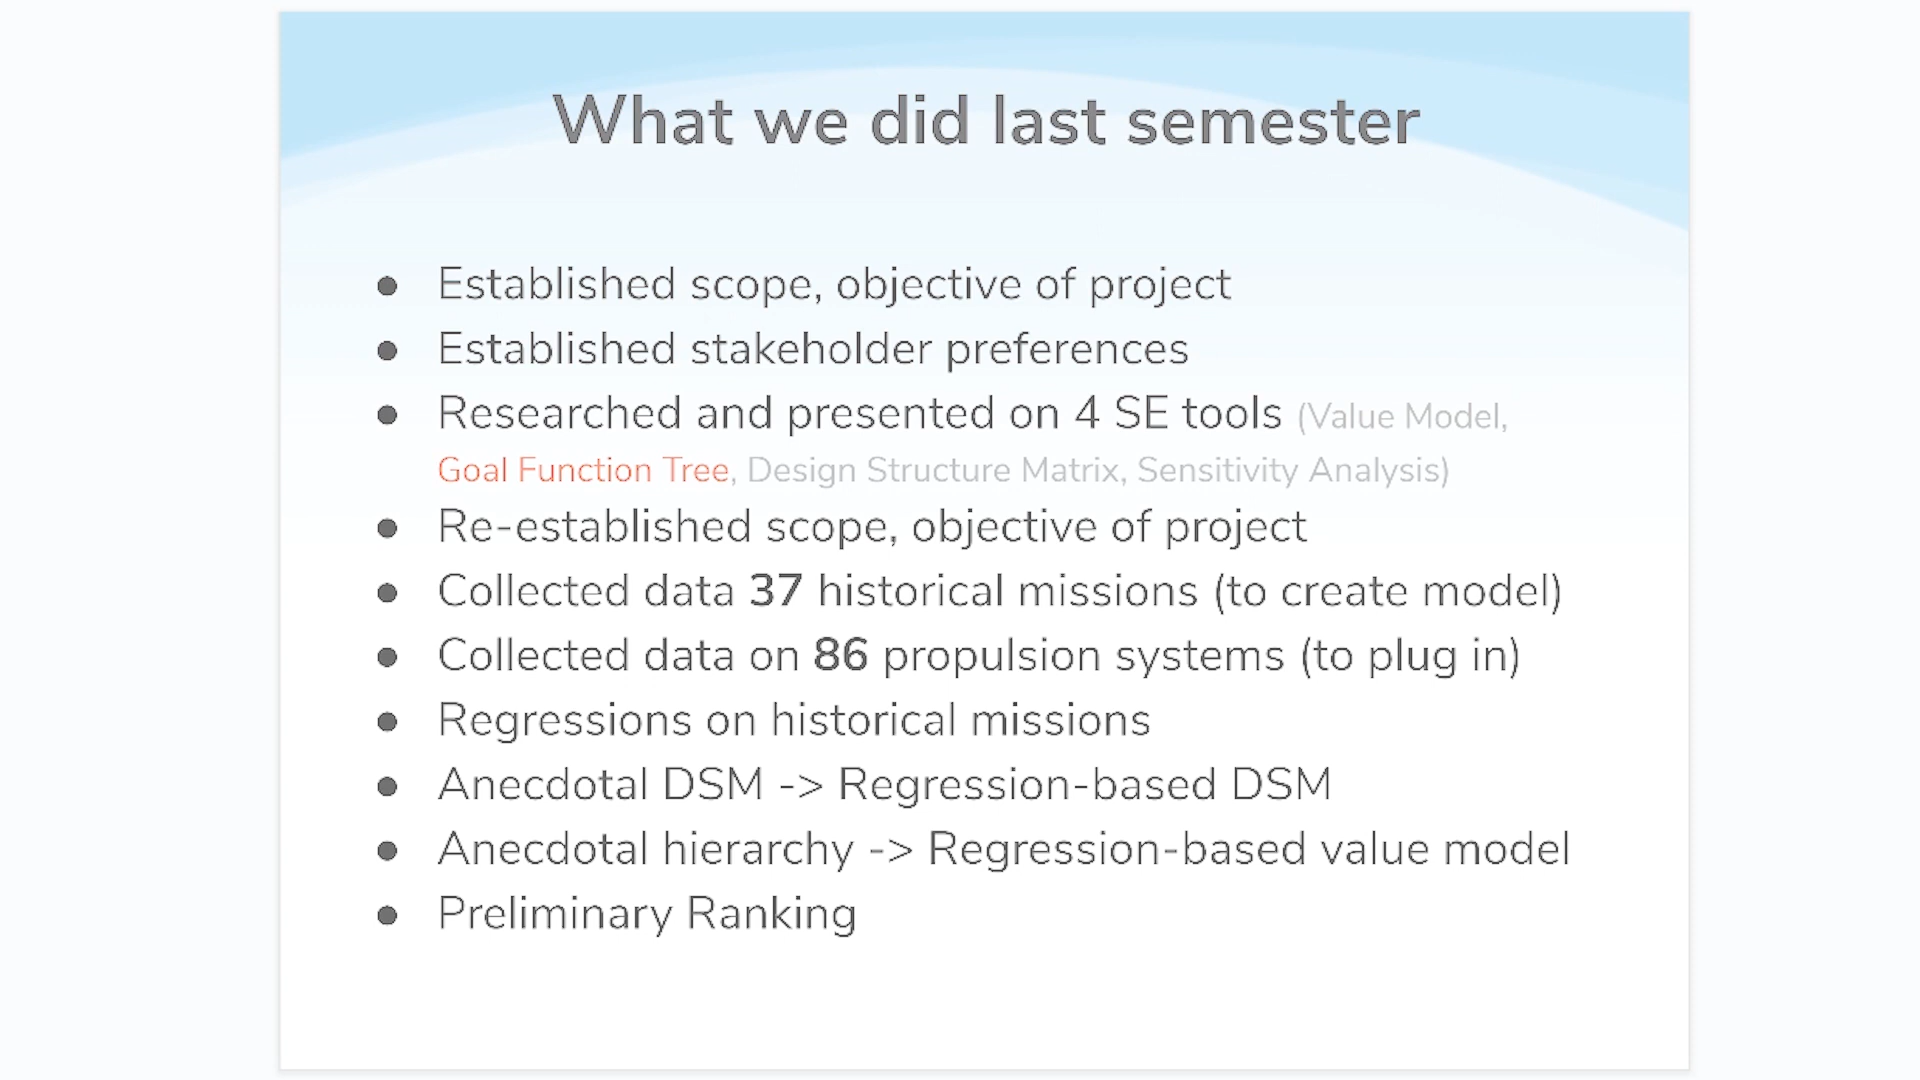 What we did last semester
● Established scope, objective of project
● Established stakeholder preferences
● Researched and presented on 4 SE tools (Value Model,
Goal Function Tree, Design Structure Matrix, Sensitivity Analysis)
● Re-established scope, objective of project
● Collected data 37 historical missions (to create model)
● Collected data on 86 propulsion systems (to plug in)
● Regressions on historical missions
● Anecdotal DSM -> Regression-based DSM
● Anecdotal hierarchy -> Regression-based value model
● Preliminary Ranking